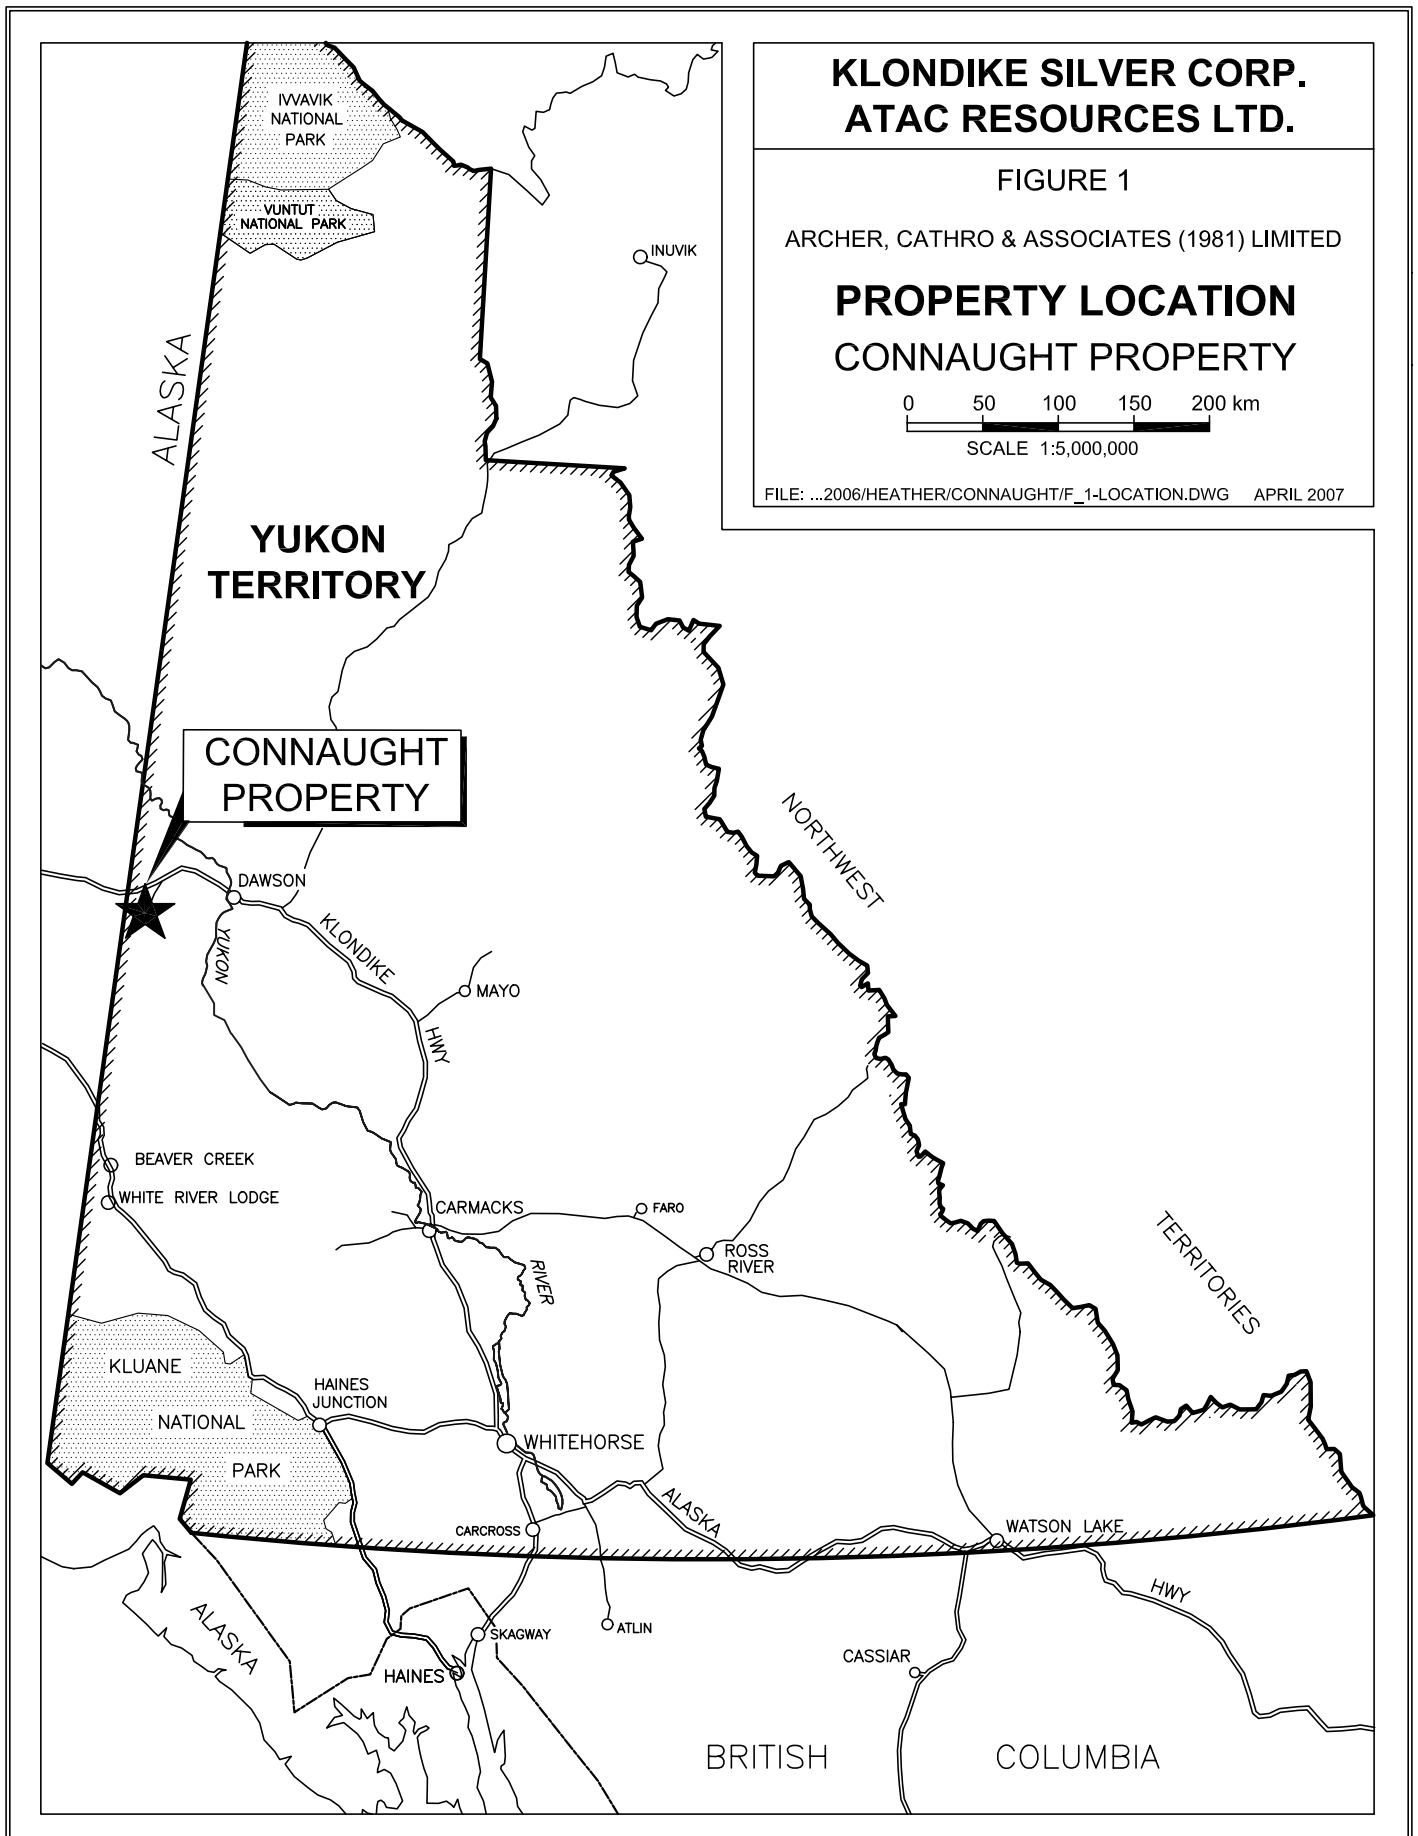 KLONDIKE SILVER CORP.
ATAC RESOURCES LTD.
FIGURE 1
ARCHER, CATHRO & ASSOCIATES (1981) LIMITED
PROPERTY LOCATION
CONNAUGHT PROPERTY
0 50 100 150 200 km
SCALE 1:5,000,000
FILE: ...2006/HEATHER/CONNAUGHT/F_1-LOCATION.DWG APRIL 2007
IVVAVIK
NATIONAL
PARK
VUNTUT
NATIONAL PARK
INUVIK
ALASKA
YUKON
TERRITORY
CONNAUGHT
PROPERTY
NORTHWEST
DAWSON
KLONDIKE
YUKON
MAYO
HWY
BEAVER CREEK
WHITE RIVER LODGE
CARMACKS
FARO
ROSS
RIVER
RIVER
TERRITORIES
KLUANE
NATIONAL
PARK
HAINES
JUNCTION
WHITEHORSE
ALASKA
CARCROSS
WATSON LAKE
HWY
ALASKA
SKAGWAY
ATLIN
HAINES
CASSIAR
BRITISH COLUMBIA